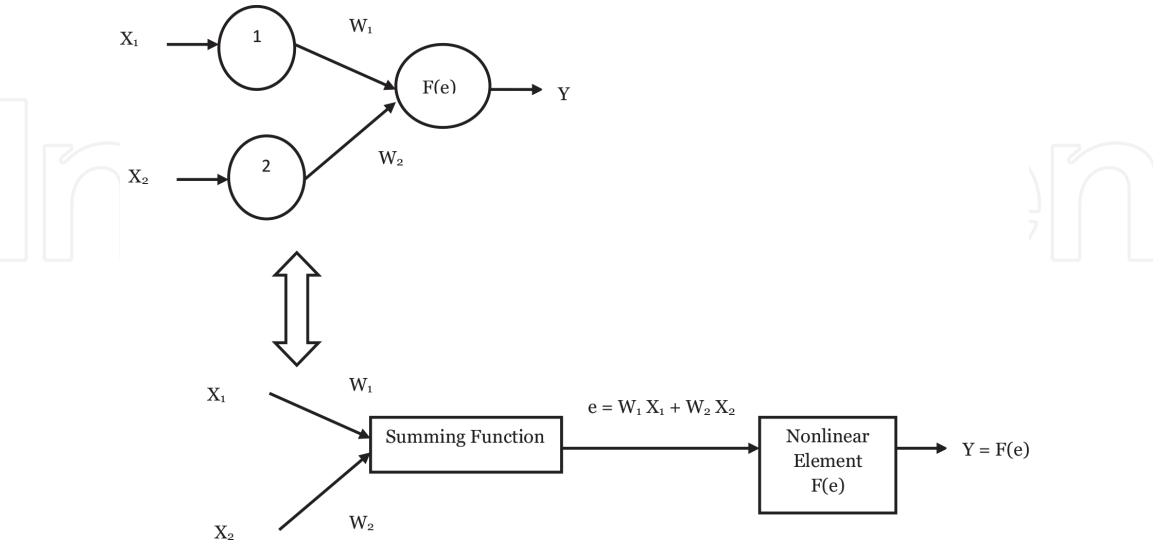 X₁
1
W₁
F(e)
Y
X₂
2
W₂
X₁
W₁
e = W₁ X₁ + W₂ X₂
Summing Function
Nonlinear
Element
F(e)
Y = F(e)
X₂
W₂